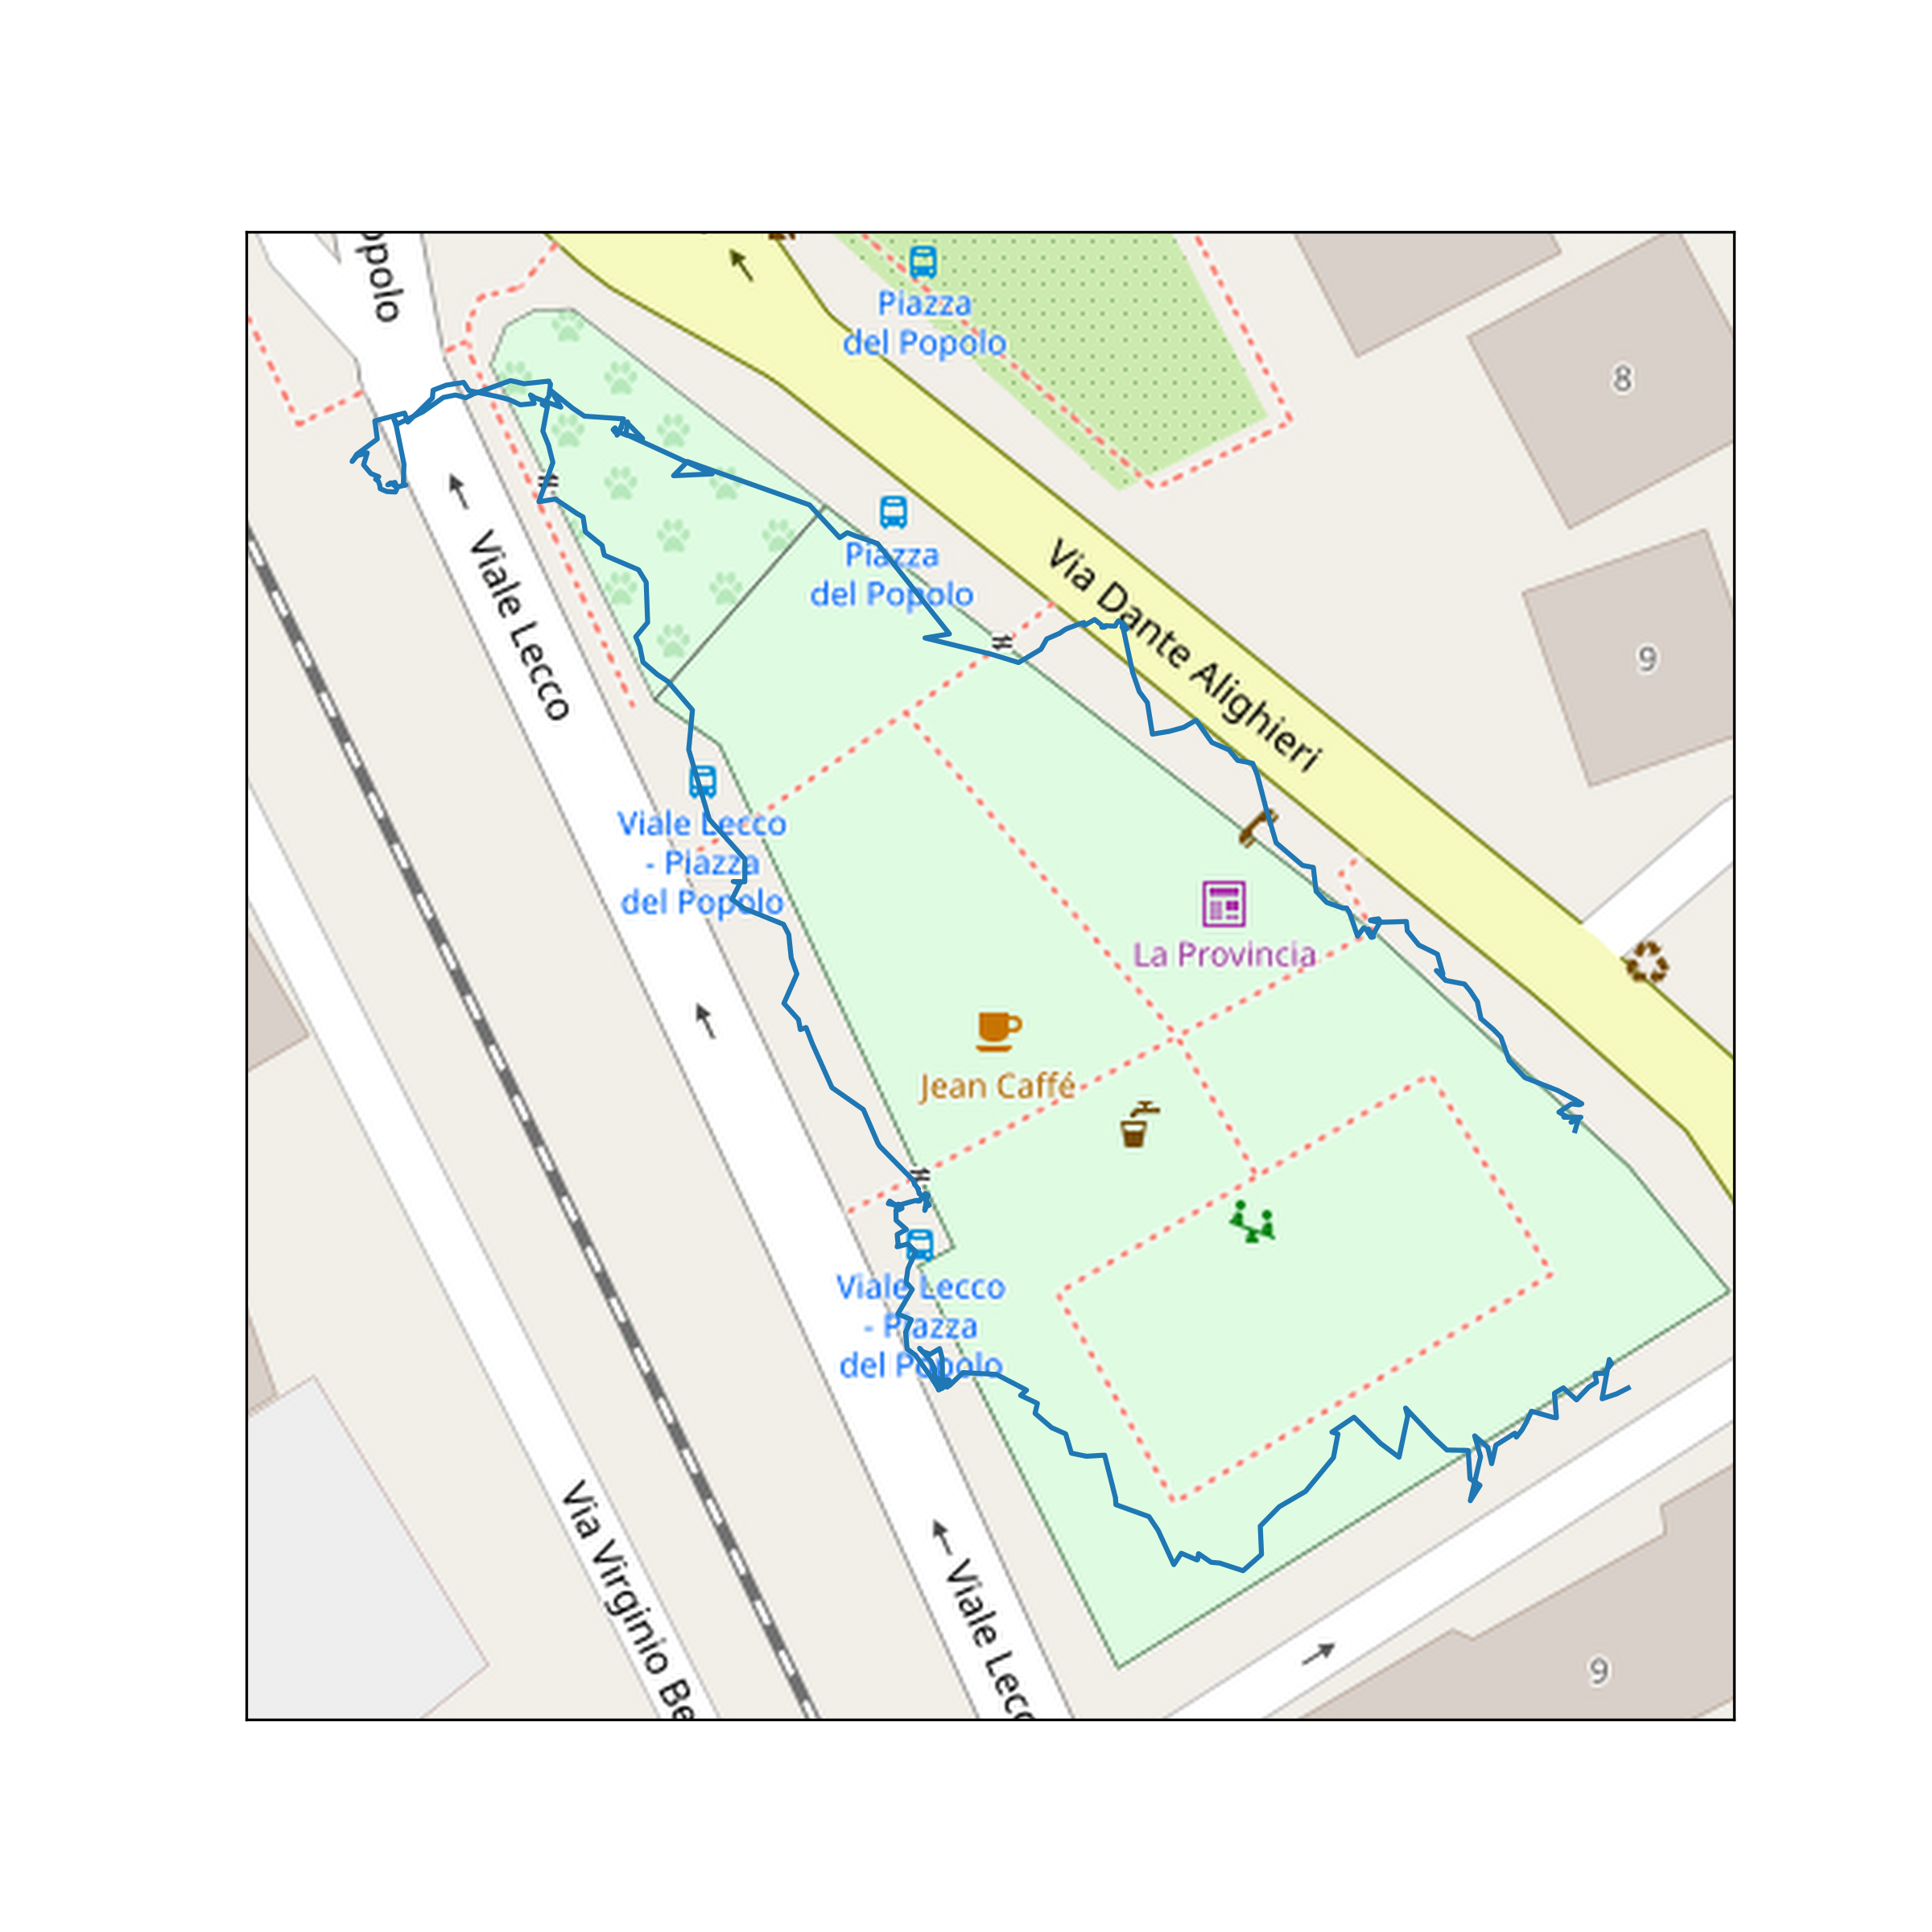 opolo
Piazza
del Popolo
8
Viale Lecco
Piazza
del Popolo
Via Dante Alighieri
9
Viale Lecco
- Piazza
del Popolo
La Provincia
Jean Caffé
Viale Lecco
- Piazza
del Popolo
Via Virginio Be
Viale Lecc
9